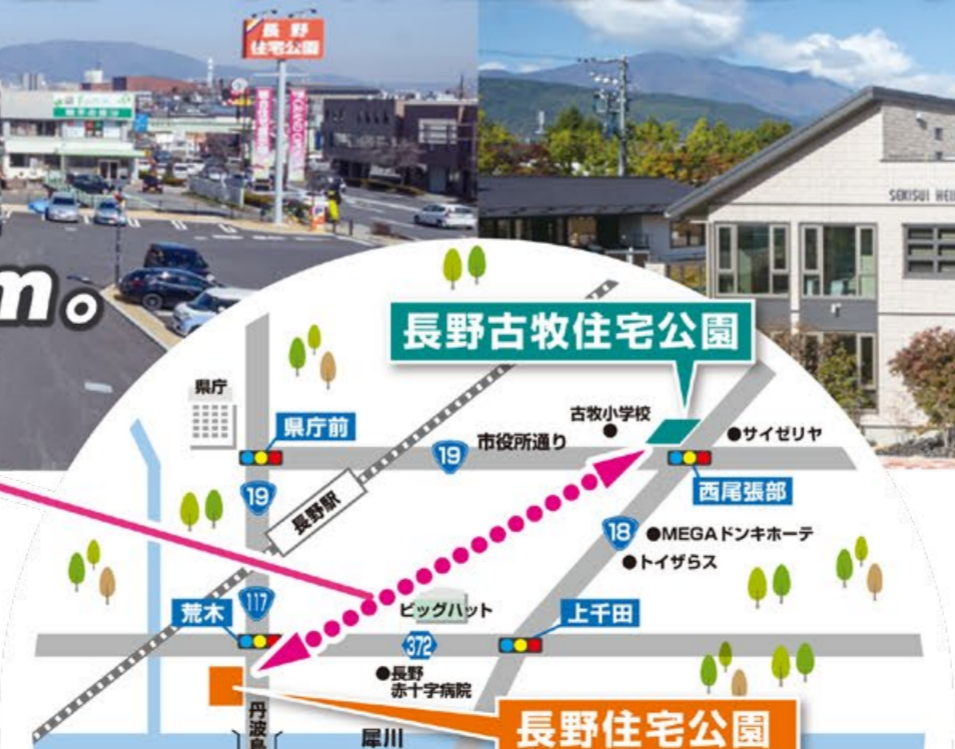 長野
住宅公園
SEKISUI HEI
m。
長野古牧住宅公園
県庁
県庁前
古牧小学校
サイゼリヤ
市役所通り
19
西尾張部
19
長野駅
18
MEGAドンキホーテ
トイザらス
117
荒木
ビッグハット
上千田
372
長野
赤十字病院
長野住宅公園
丹波島
犀川